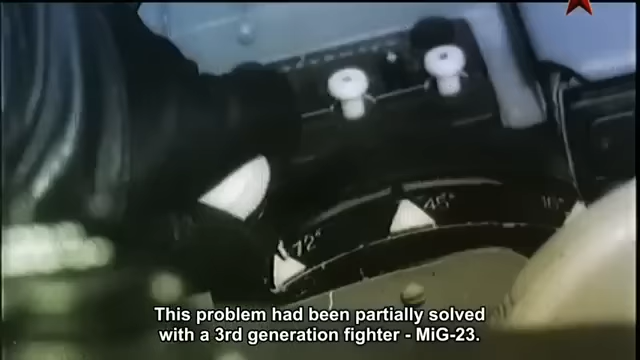 72° 45° 16°
This problem had been partially solved
with a 3rd generation fighter - MiG-23.